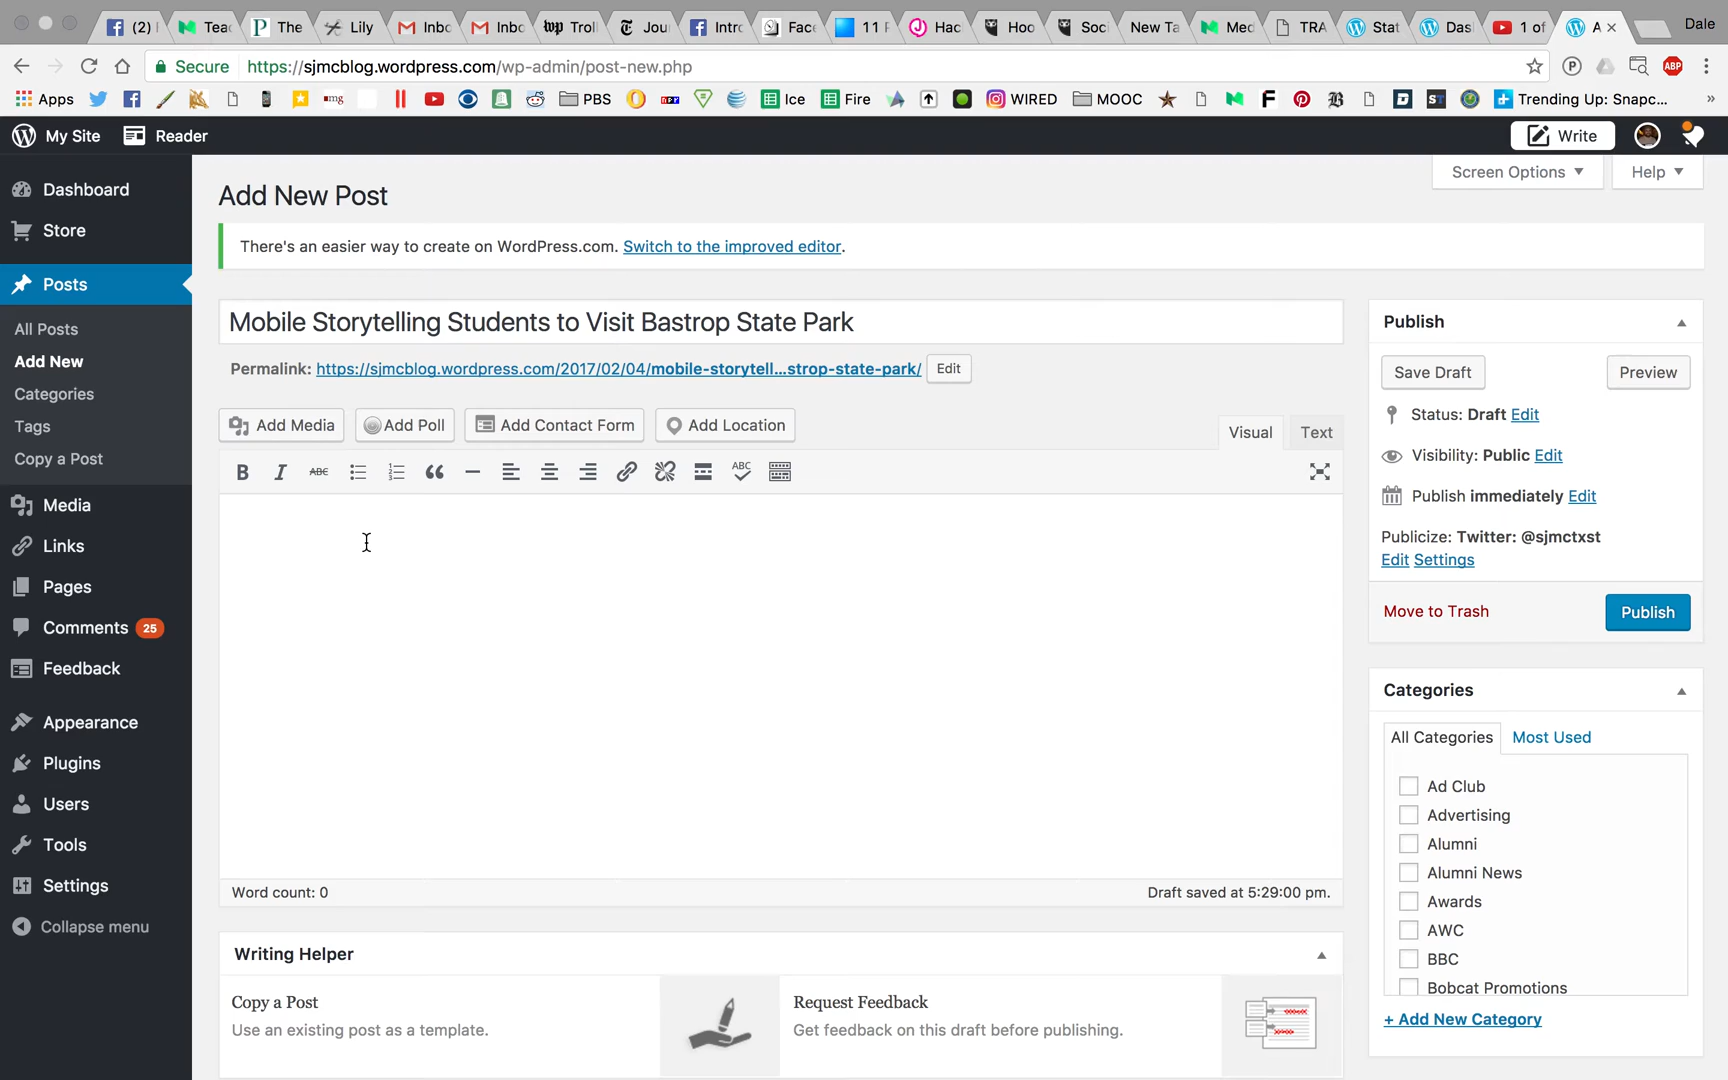 (2) Tea The Lily Inbo Inbo Troll Jou Intro Face 11 F Hac Hoo Soci New Ta Med TRA Stat Das 1 of A Dale
Secure https://sjmcblog.wordpress.com/wp-admin/post-new.php ABP
Apps PBS Ice Fire WIRED MOOC Trending Up: Snapc... »
My Site Reader Write
Dashboard
Store
Posts
All Posts
Add New
Categories
Tags
Copy a Post
Media
Links
Pages
Comments 25
Feedback
Appearance
Plugins
Users
Tools
Settings
Collapse menu
Screen Options Help
Add New Post
There's an easier way to create on WordPress.com. Switch to the improved editor.
Mobile Storytelling Students to Visit Bastrop State Park
Permalink: https://sjmcblog.wordpress.com/2017/02/04/mobile-storytell...strop-state-park/ Edit
Add Media Add Poll Add Contact Form Add Location
Visual Text
B I ABC ABC
Word count: 0 Draft saved at 5:29:00 pm.
Writing Helper
Copy a Post
Use an existing post as a template.
Request Feedback
Get feedback on this draft before publishing.
Publish
Save Draft Preview
Status: Draft Edit
Visibility: Public Edit
Publish immediately Edit
Publicize: Twitter: @sjmctxst
Edit Settings
Move to Trash Publish
Categories
All Categories Most Used
Ad Club
Advertising
Alumni
Alumni News
Awards
AWC
BBC
Bobcat Promotions
+ Add New Category